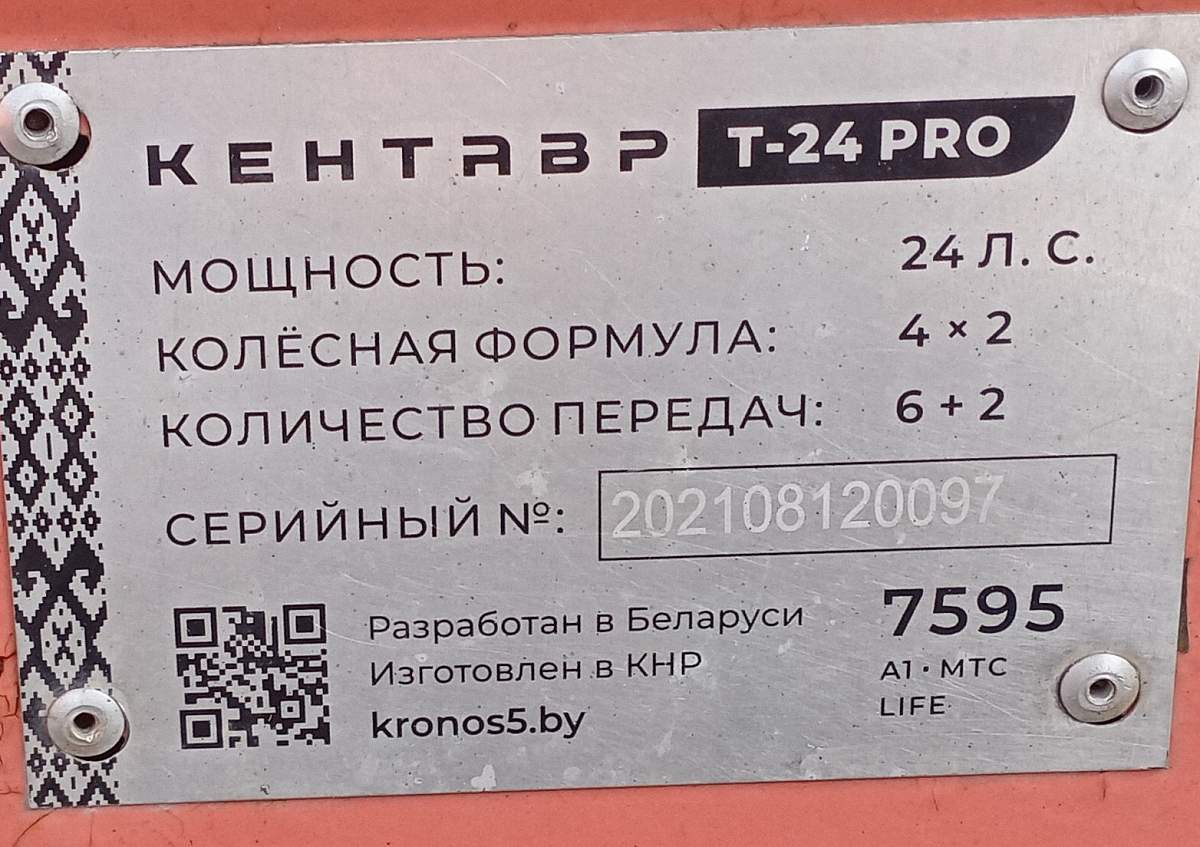 КЕНТАВР T-24 PRO
МОЩНОСТЬ: 24 Л. С.
КОЛЁСНАЯ ФОРМУЛА: 4 × 2
КОЛИЧЕСТВО ПЕРЕДАЧ: 6 + 2
СЕРИЙНЫЙ №: 202108120097
Разработан в Беларуси
Изготовлен в КНР
kronos5.by
7595
А1 • МТС
LIFE